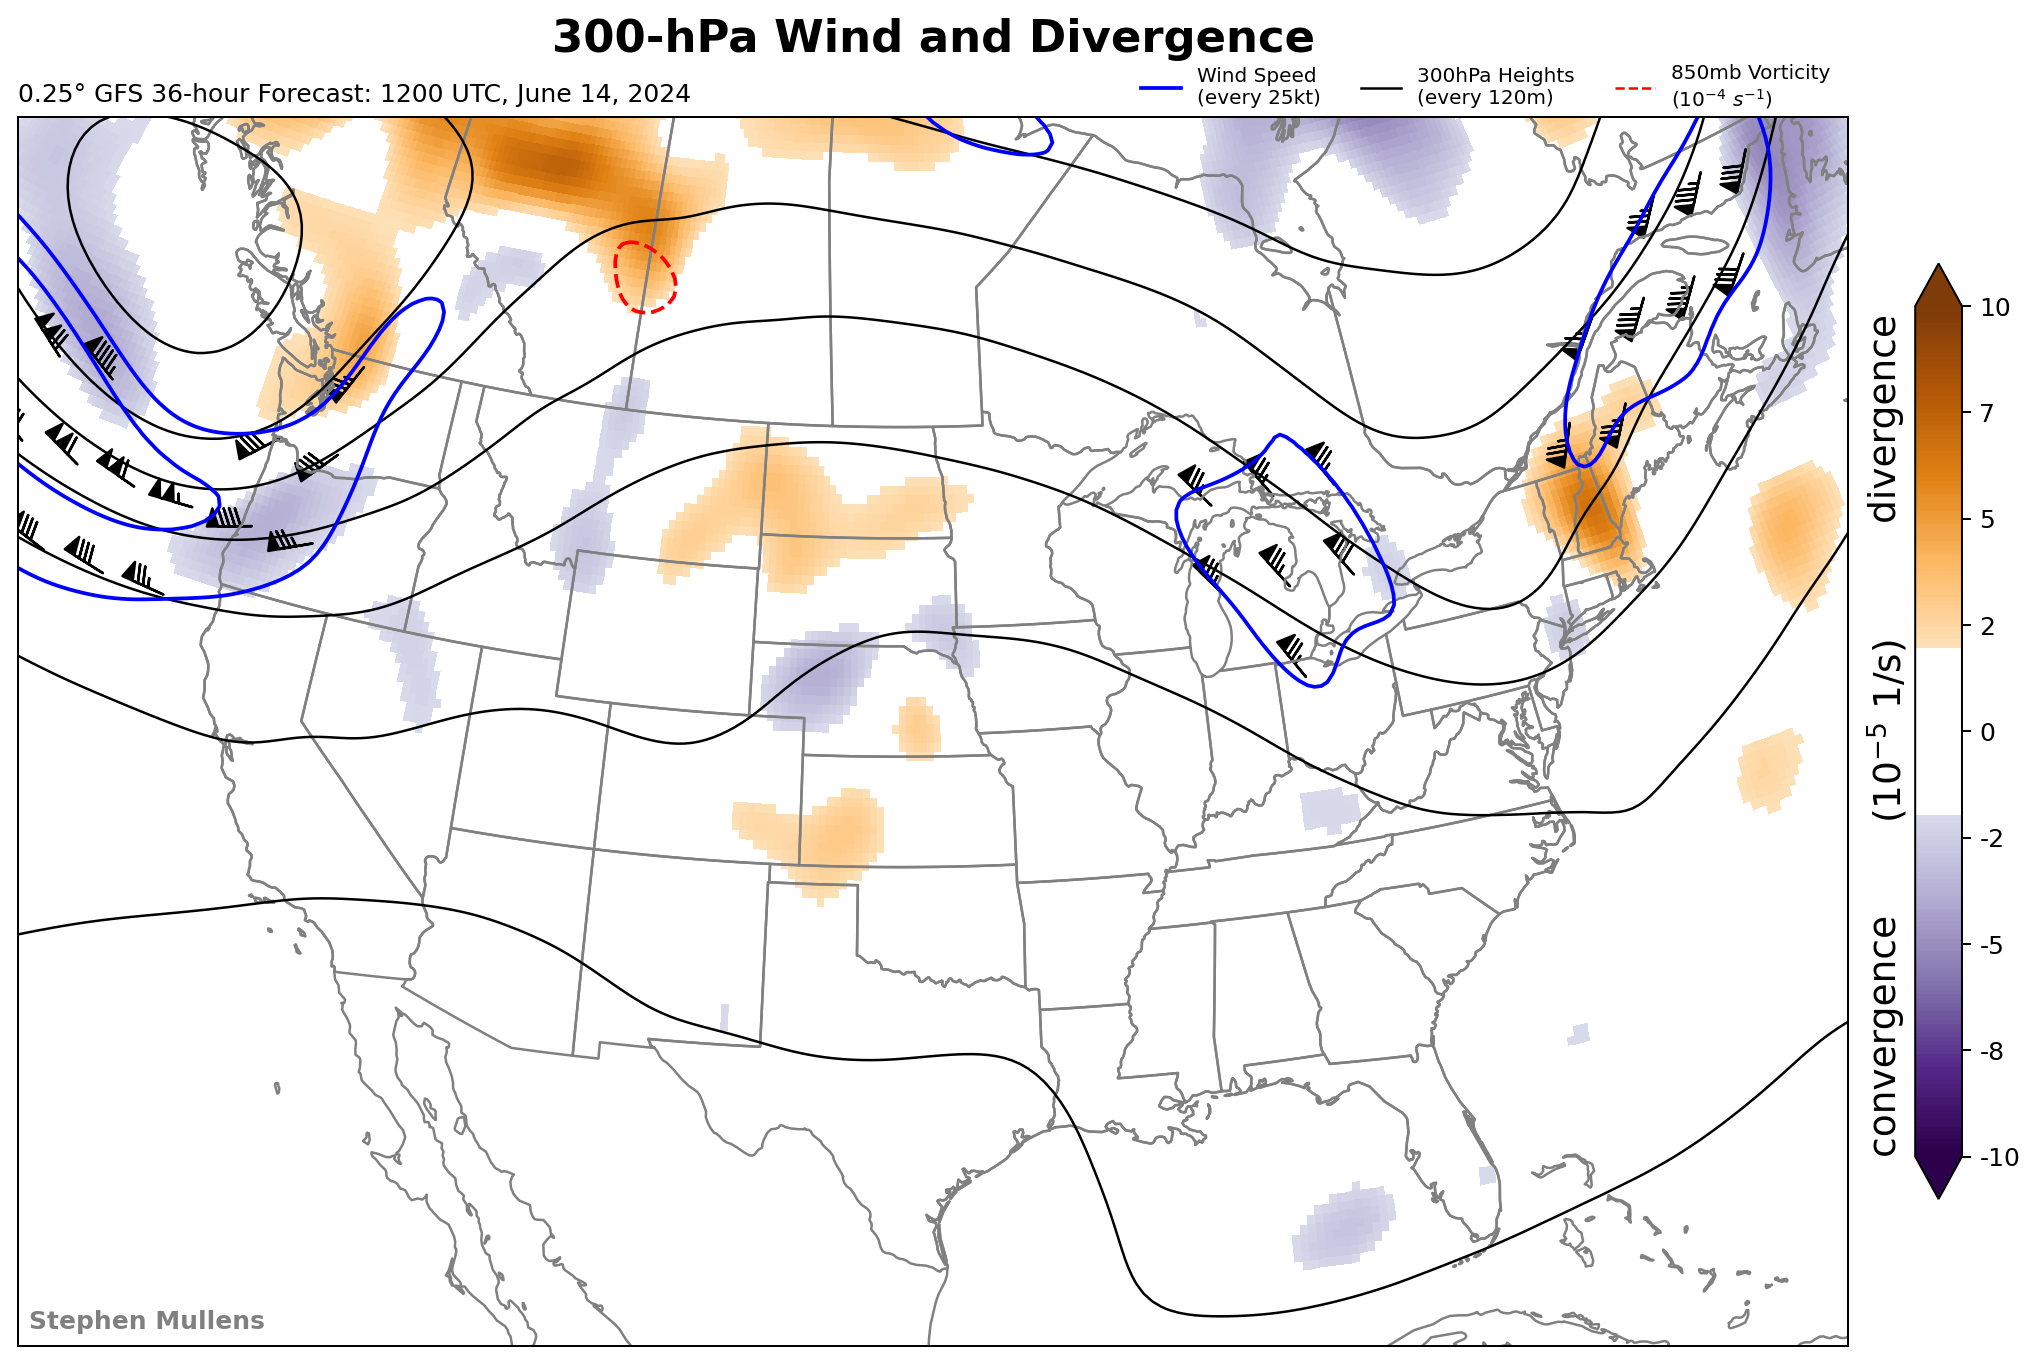 300-hPa Wind and Divergence
0.25° GFS 36-hour Forecast: 1200 UTC, June 14, 2024
Wind Speed
(every 25kt)
300hPa Heights
(every 120m)
850mb Vorticity
(10⁻⁴ s⁻¹)
10
7
5
2
0
-2
-5
-8
-10
convergence (10⁻⁵ 1/s) divergence
Stephen Mullens